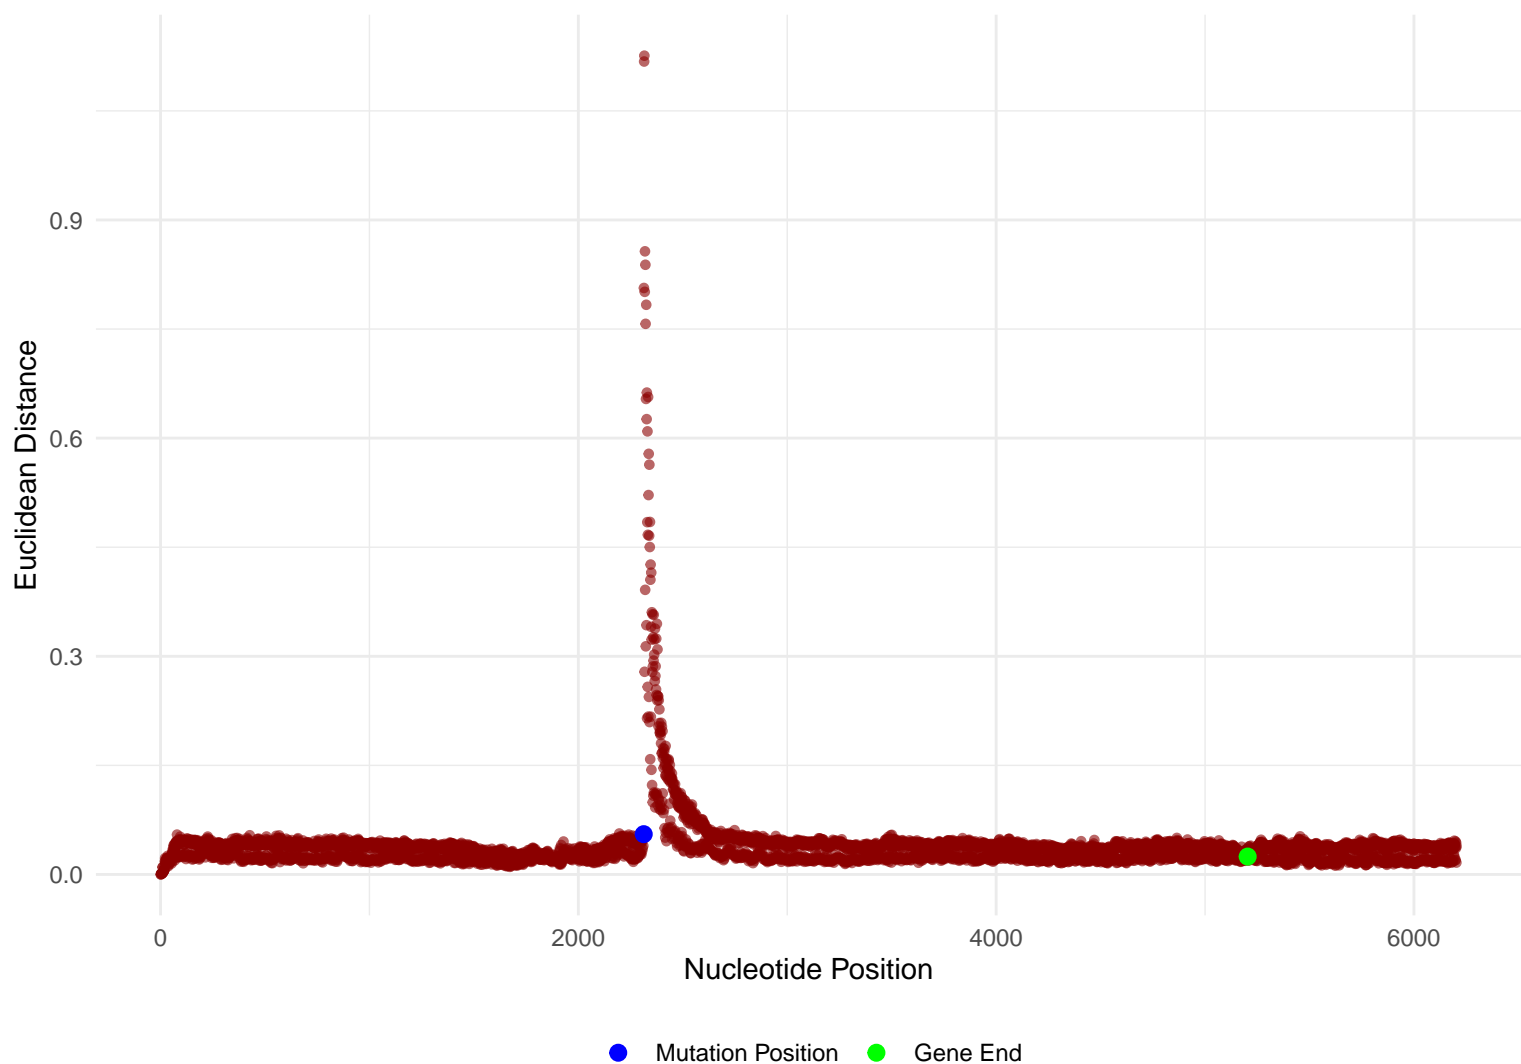 0.9
0.6
0.3
0.0
Euclidean Distance
0 2000 4000 6000
Nucleotide Position
Mutation Position Gene End